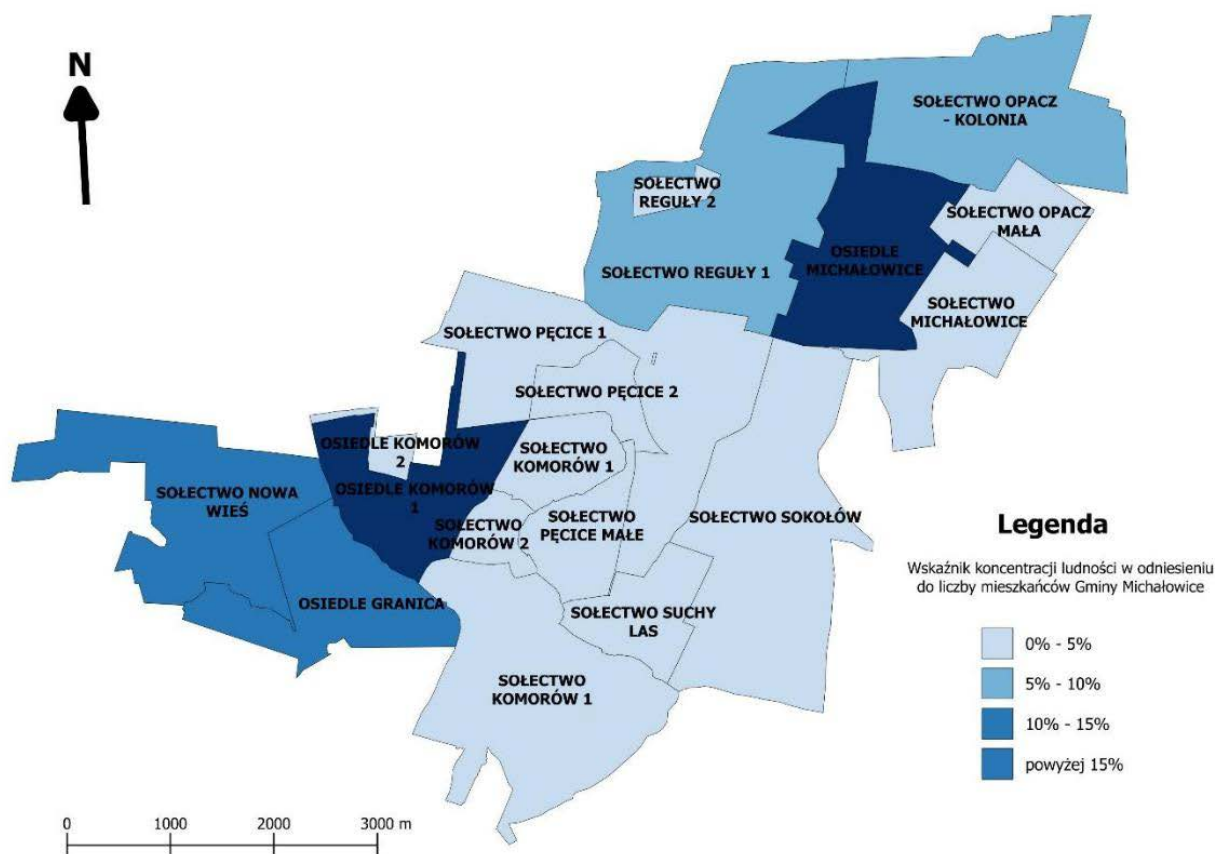 N
SOŁECTWO OPACZ
- KOLONIA
SOŁECTWO
REGUŁY 2
SOŁECTWO OPACZ
MAŁA
OSIEDLE
MICHAŁOWICE
SOŁECTWO REGUŁY 1
SOŁECTWO
MICHAŁOWICE
SOŁECTWO PĘCICE 1
SOŁECTWO PĘCICE 2
OSIEDLE KOMORÓW
2
SOŁECTWO
KOMORÓW 1
OSIEDLE KOMORÓW
1
SOŁECTWO NOWA
WIEŚ
SOŁECTWO
KOMORÓW 2
SOŁECTWO
PĘCICE MAŁE
SOŁECTWO SOKOŁÓW
OSIEDLE GRANICA
SOŁECTWO SUCHY
LAS
SOŁECTWO
KOMORÓW 1
Legenda
Wskaźnik koncentracji ludności w odniesieniu
do liczby mieszkańców Gminy Michałowice
0% - 5%
5% - 10%
10% - 15%
powyżej 15%
0 1000 2000 3000 m